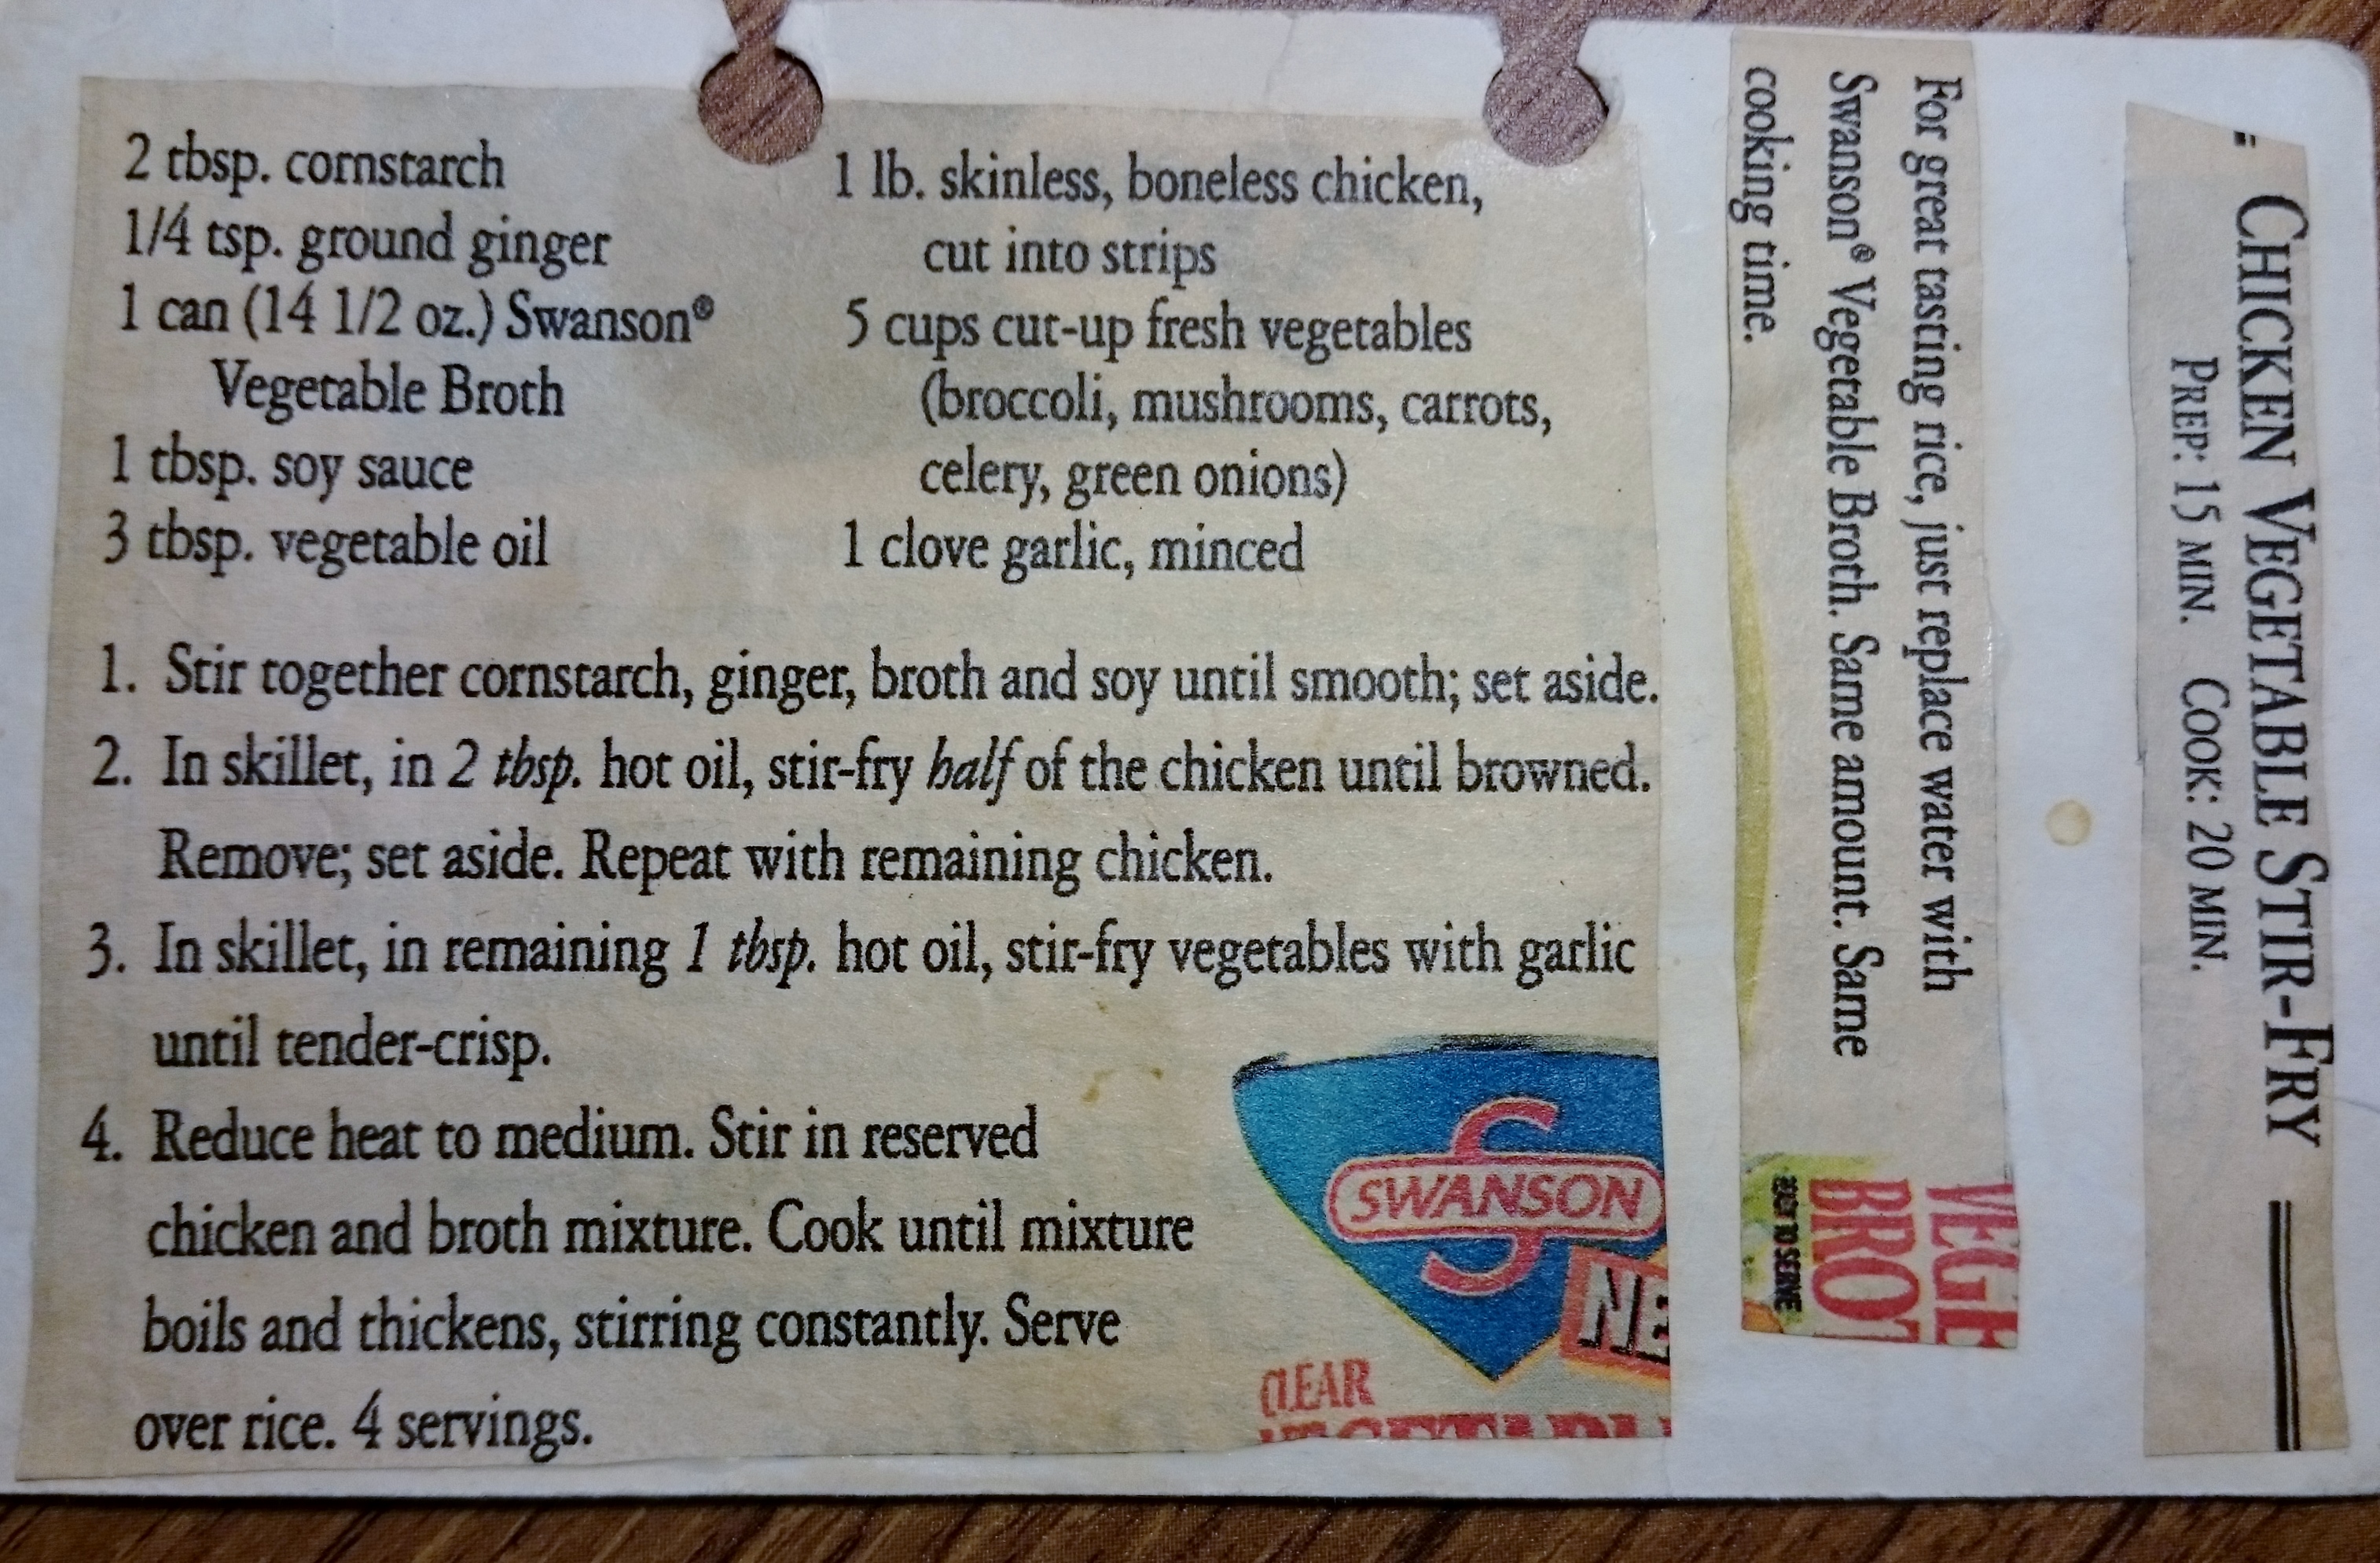 CHICKEN VEGETABLE STIR-FRY
PREP: 15 MIN. COOK: 20 MIN.
2 tbsp. cornstarch
1/4 tsp. ground ginger
1 can (14 1/2 oz.) Swanson®
Vegetable Broth
1 tbsp. soy sauce
3 tbsp. vegetable oil
1 lb. skinless, boneless chicken,
cut into strips
5 cups cut-up fresh vegetables
(broccoli, mushrooms, carrots,
celery, green onions)
1 clove garlic, minced
1. Stir together cornstarch, ginger, broth and soy until smooth; set aside.
2. In skillet, in 2 tbsp. hot oil, stir-fry half of the chicken until browned.
Remove; set aside. Repeat with remaining chicken.
3. In skillet, in remaining 1 tbsp. hot oil, stir-fry vegetables with garlic
until tender-crisp.
4. Reduce heat to medium. Stir in reserved
chicken and broth mixture. Cook until mixture
boils and thickens, stirring constantly. Serve
over rice. 4 servings.
SWANSON
NE
CLEAR
For great tasting rice, just replace water with
Swanson® Vegetable Broth. Same amount. Same
cooking time.
VEGE
BRO
READY TO SERVE